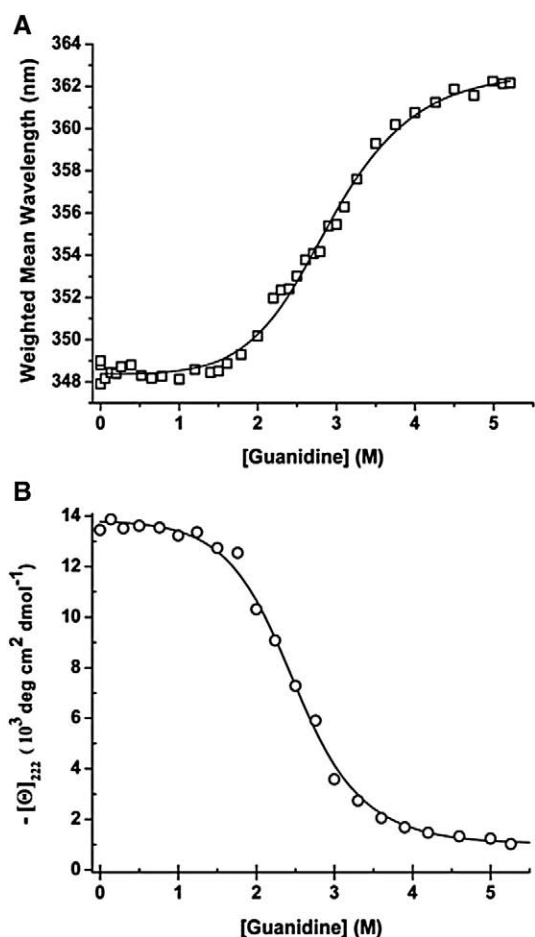 A
Weighted Mean Wavelength (nm)
364
362
360
358
356
354
352
350
348
0 1 2 3 4 5
[Guanidine] (M)
B
- [Θ]222 (10³ deg cm² dmol⁻¹)
14
12
10
8
6
4
2
0
0 1 2 3 4 5
[Guanidine] (M)